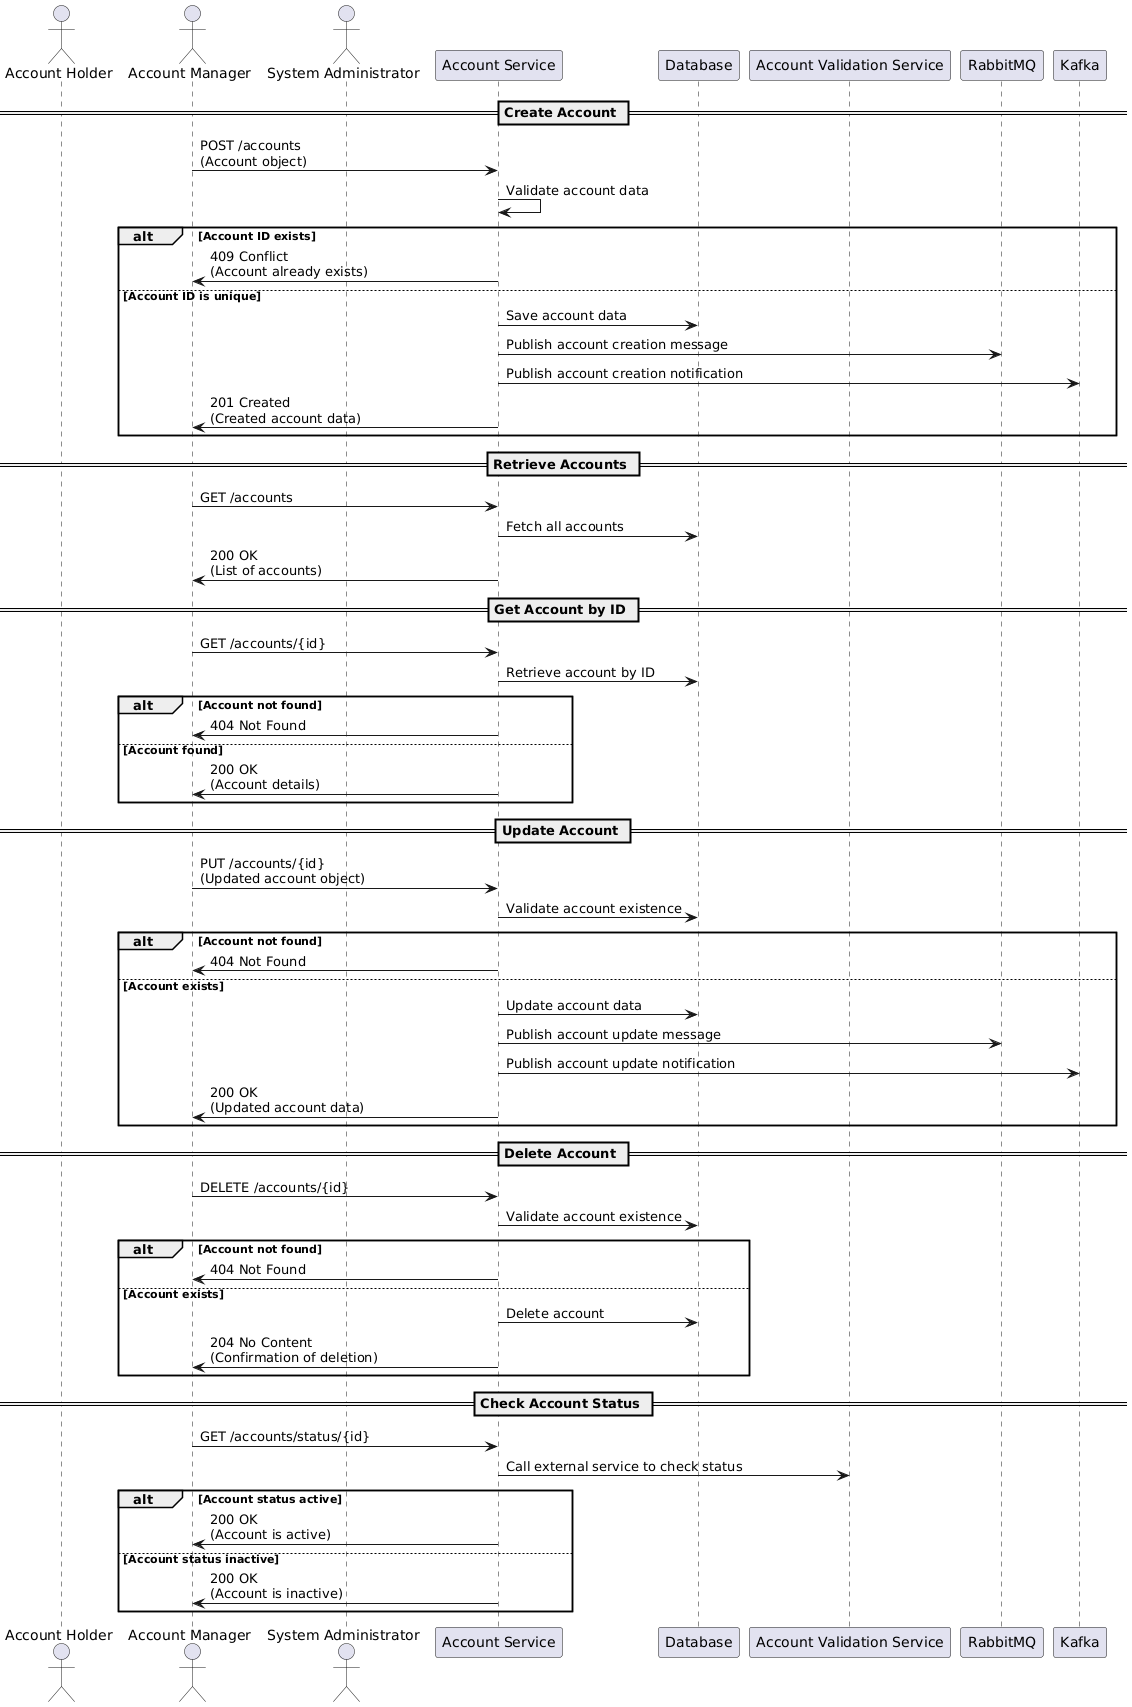 Account Holder
Account Manager
System Administrator
Account Service
Database
Account Validation Service
RabbitMQ
Kafka
Create Account
POST /accounts
(Account object)
Validate account data
alt
[Account ID exists]
409 Conflict
(Account already exists)
[Account ID is unique]
Save account data
Publish account creation message
Publish account creation notification
201 Created
(Created account data)
Retrieve Accounts
GET /accounts
Fetch all accounts
200 OK
(List of accounts)
Get Account by ID
GET /accounts/{id}
Retrieve account by ID
alt
[Account not found]
404 Not Found
[Account found]
200 OK
(Account details)
Update Account
PUT /accounts/{id}
(Updated account object)
Validate account existence
alt
[Account not found]
404 Not Found
[Account exists]
Update account data
Publish account update message
Publish account update notification
200 OK
(Updated account data)
Delete Account
DELETE /accounts/{id}
Validate account existence
alt
[Account not found]
404 Not Found
[Account exists]
Delete account
204 No Content
(Confirmation of deletion)
Check Account Status
GET /accounts/status/{id}
Call external service to check status
alt
[Account status active]
200 OK
(Account is active)
[Account status inactive]
200 OK
(Account is inactive)
Account Holder
Account Manager
System Administrator
Account Service
Database
Account Validation Service
RabbitMQ
Kafka